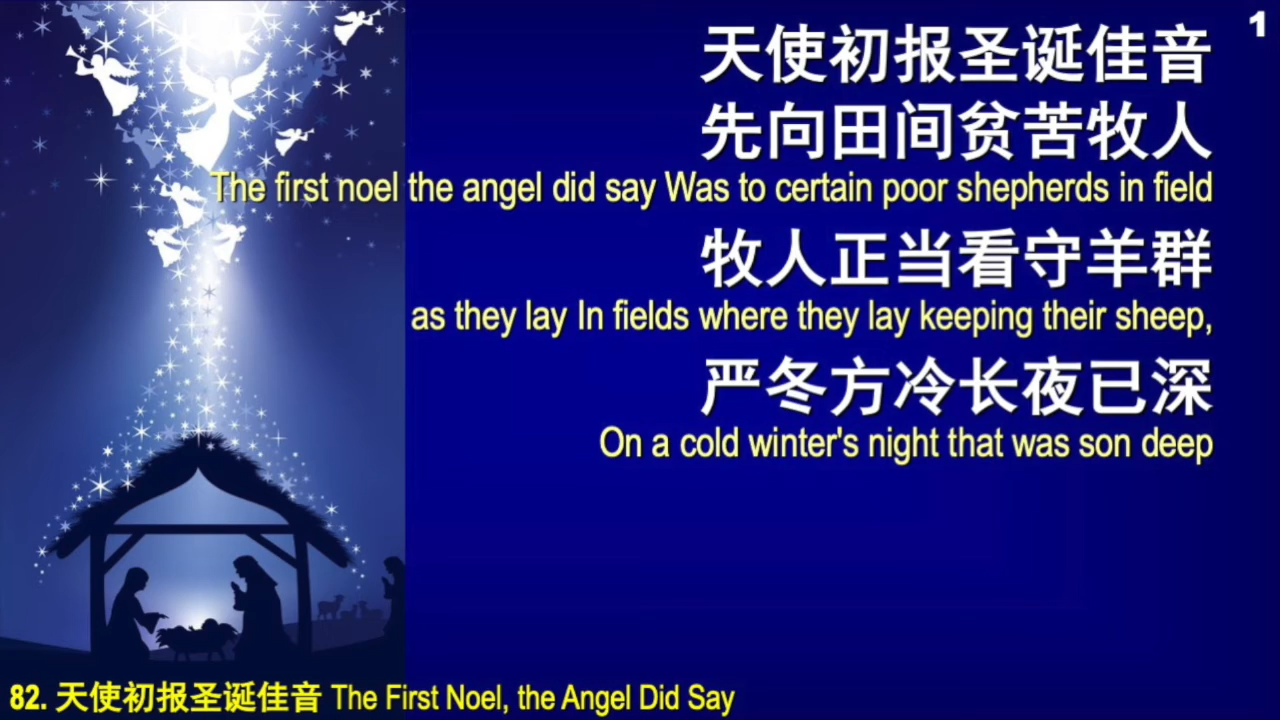 1
天使初报圣诞佳音
先向田间贫苦牧人
The first noel the angel did say Was to certain poor shepherds in field
牧人正当看守羊群
as they lay In fields where they lay keeping their sheep,
严冬方冷长夜已深
On a cold winter's night that was son deep
82. 天使初报圣诞佳音 The First Noel, the Angel Did Say